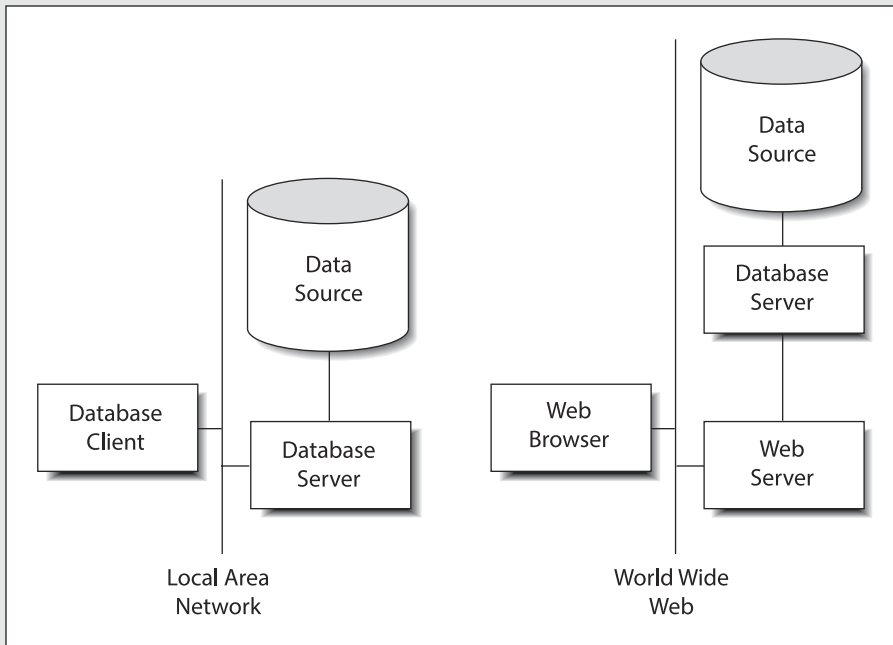 Data
Source
Database
Client
Database
Server
Local Area
Network
Data
Source
Database
Server
Web
Browser
Web
Server
World Wide
Web